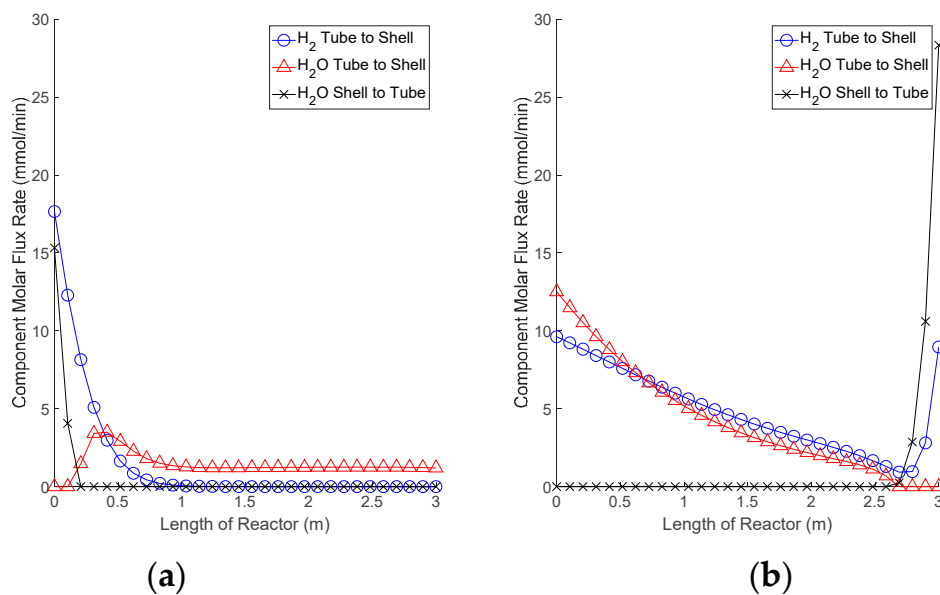 Component Molar Flux Rate (mmol/min)
30
25
20
15
10
5
0
H2 Tube to Shell
H2O Tube to Shell
H2O Shell to Tube
0 0.5 1 1.5 2 2.5 3
Length of Reactor (m)
(a)
Component Molar Flux Rate (mmol/min)
30
25
20
15
10
5
0
H2 Tube to Shell
H2O Tube to Shell
H2O Shell to Tube
0 0.5 1 1.5 2 2.5 3
Length of Reactor (m)
(b)